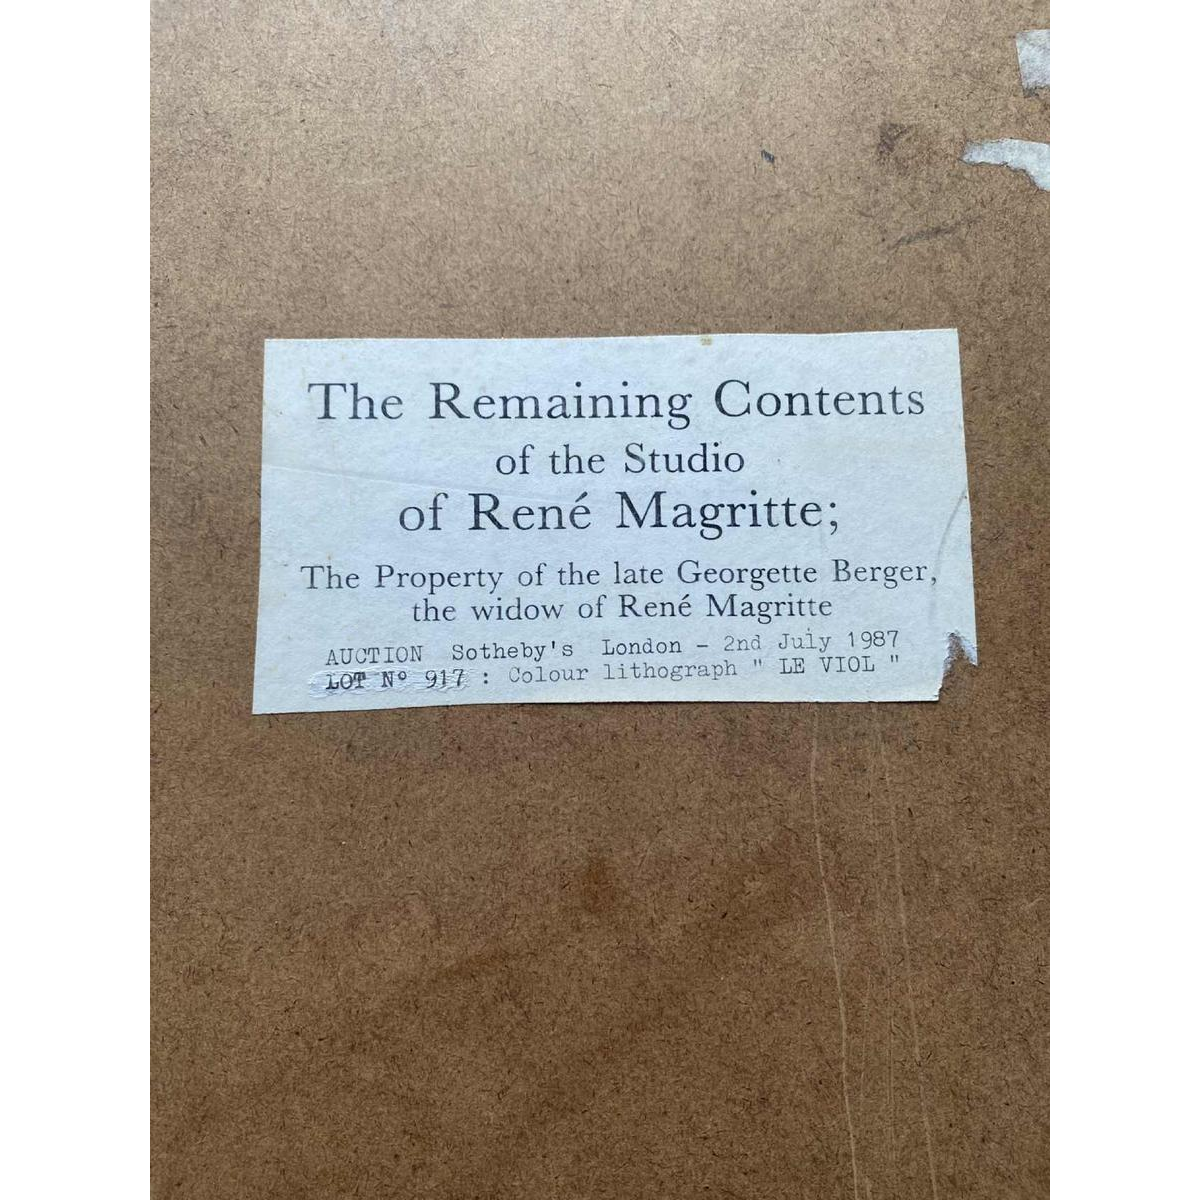 The Remaining Contents
of the Studio
of René Magritte;
The Property of the late Georgette Berger,
the widow of René Magritte
AUCTION Sotheby's London - 2nd July 1987
LOT Nº 917 : Colour lithograph " LE VIOL "